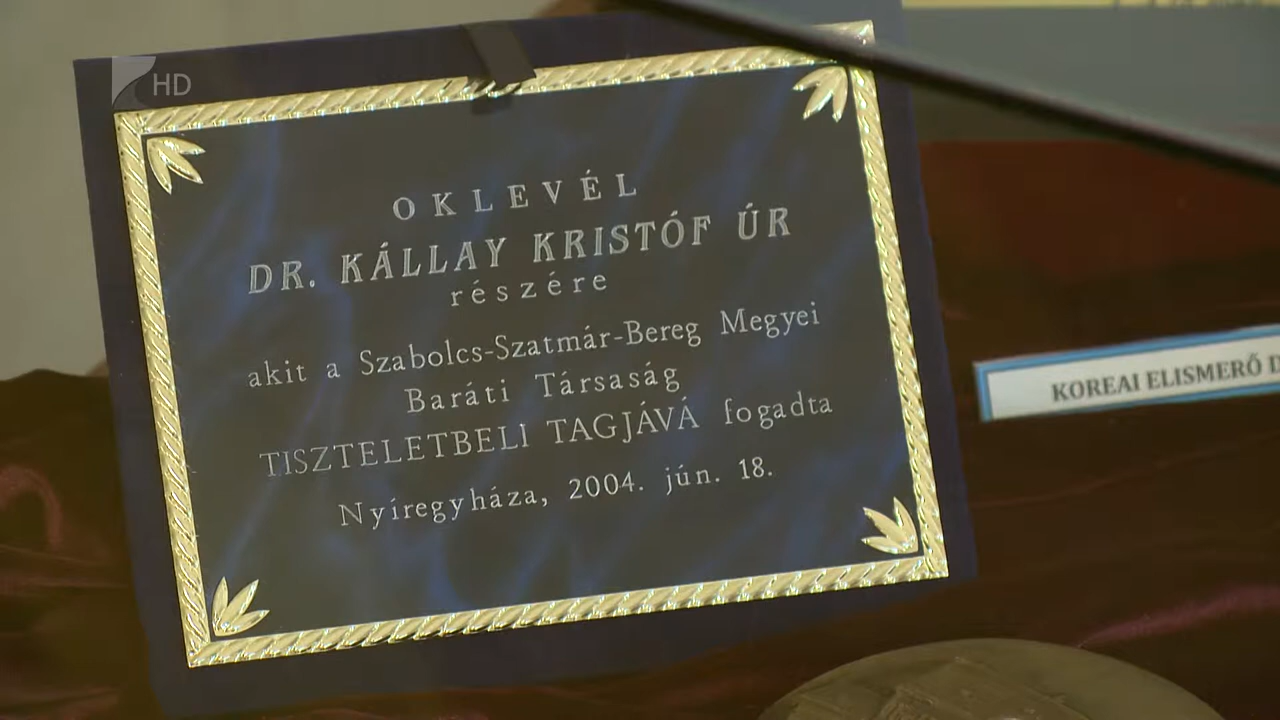 HD
OKLEVÉL
DR. KÁLLAY KRISTÓF ÚR
részére
akit a Szabolcs-Szatmár-Bereg Megyei
Baráti Társaság
TISZTELETBELI TAGJÁVÁ fogadta
Nyíregyháza, 2004. jún. 18.
KOREAI ELISMERŐ